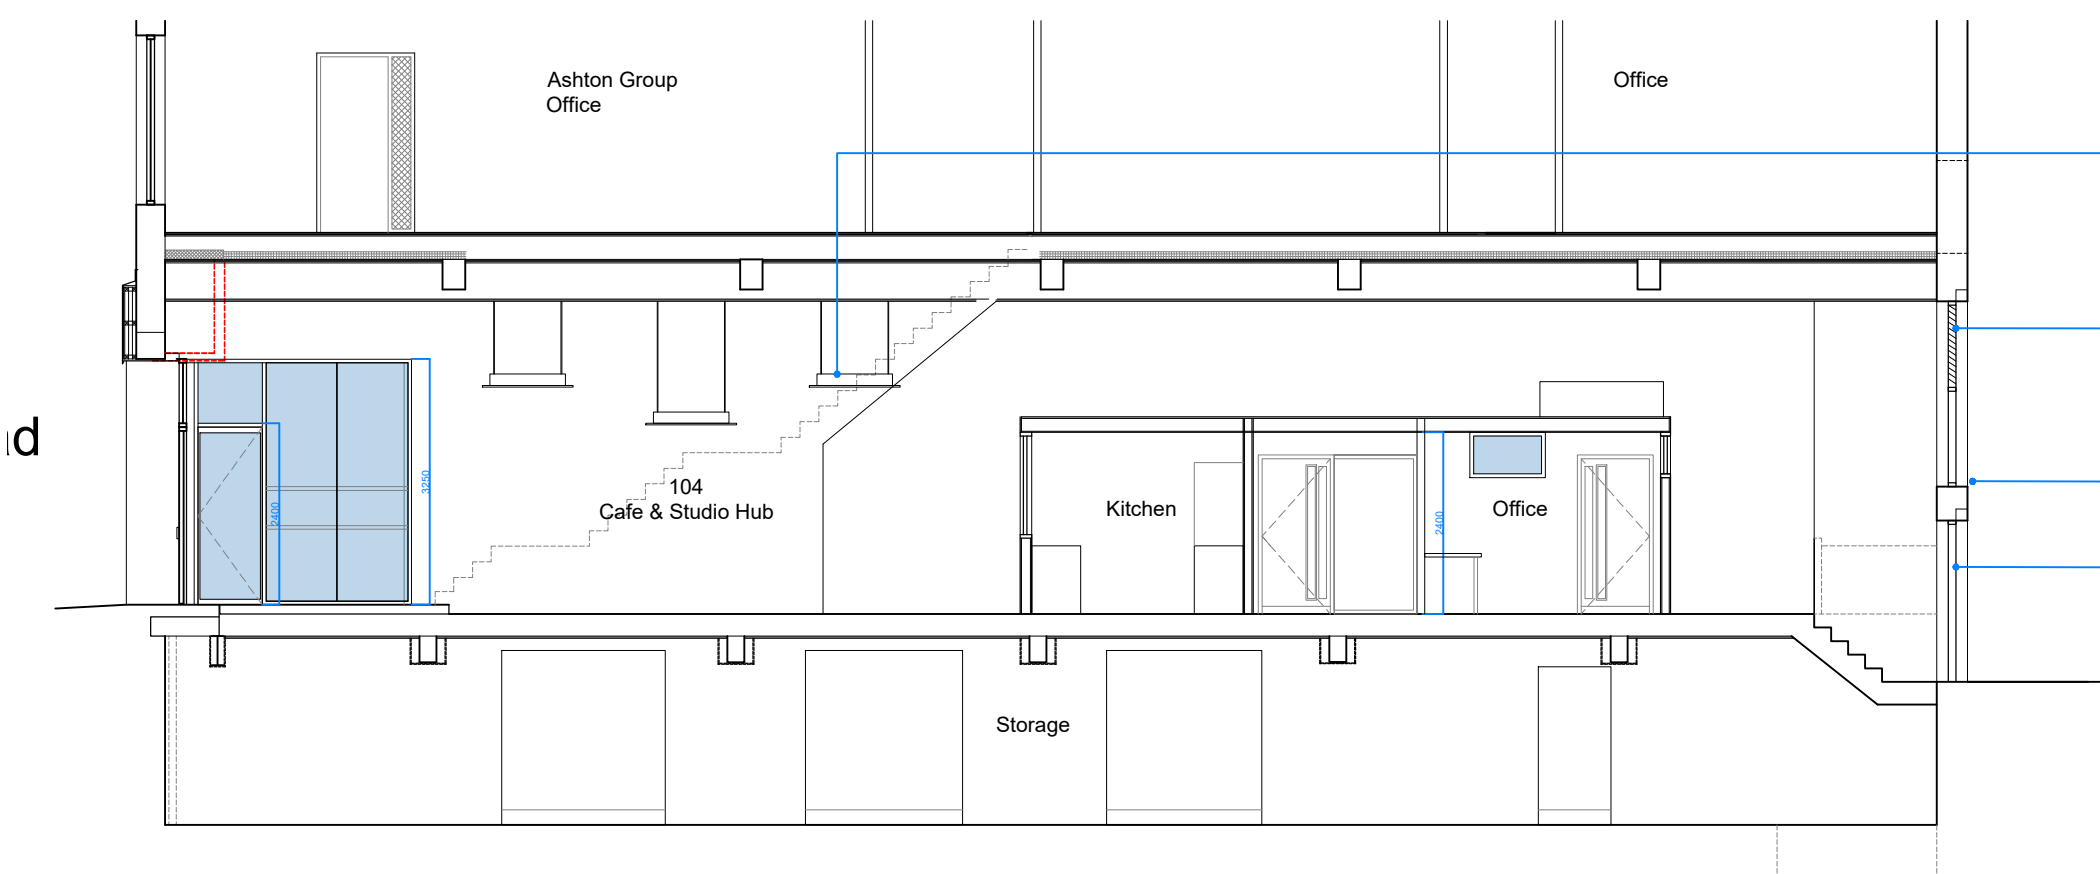 Ashton Group
Office
Office
3250
2400
104
Cafe & Studio Hub
Kitchen
2400
Office
Storage